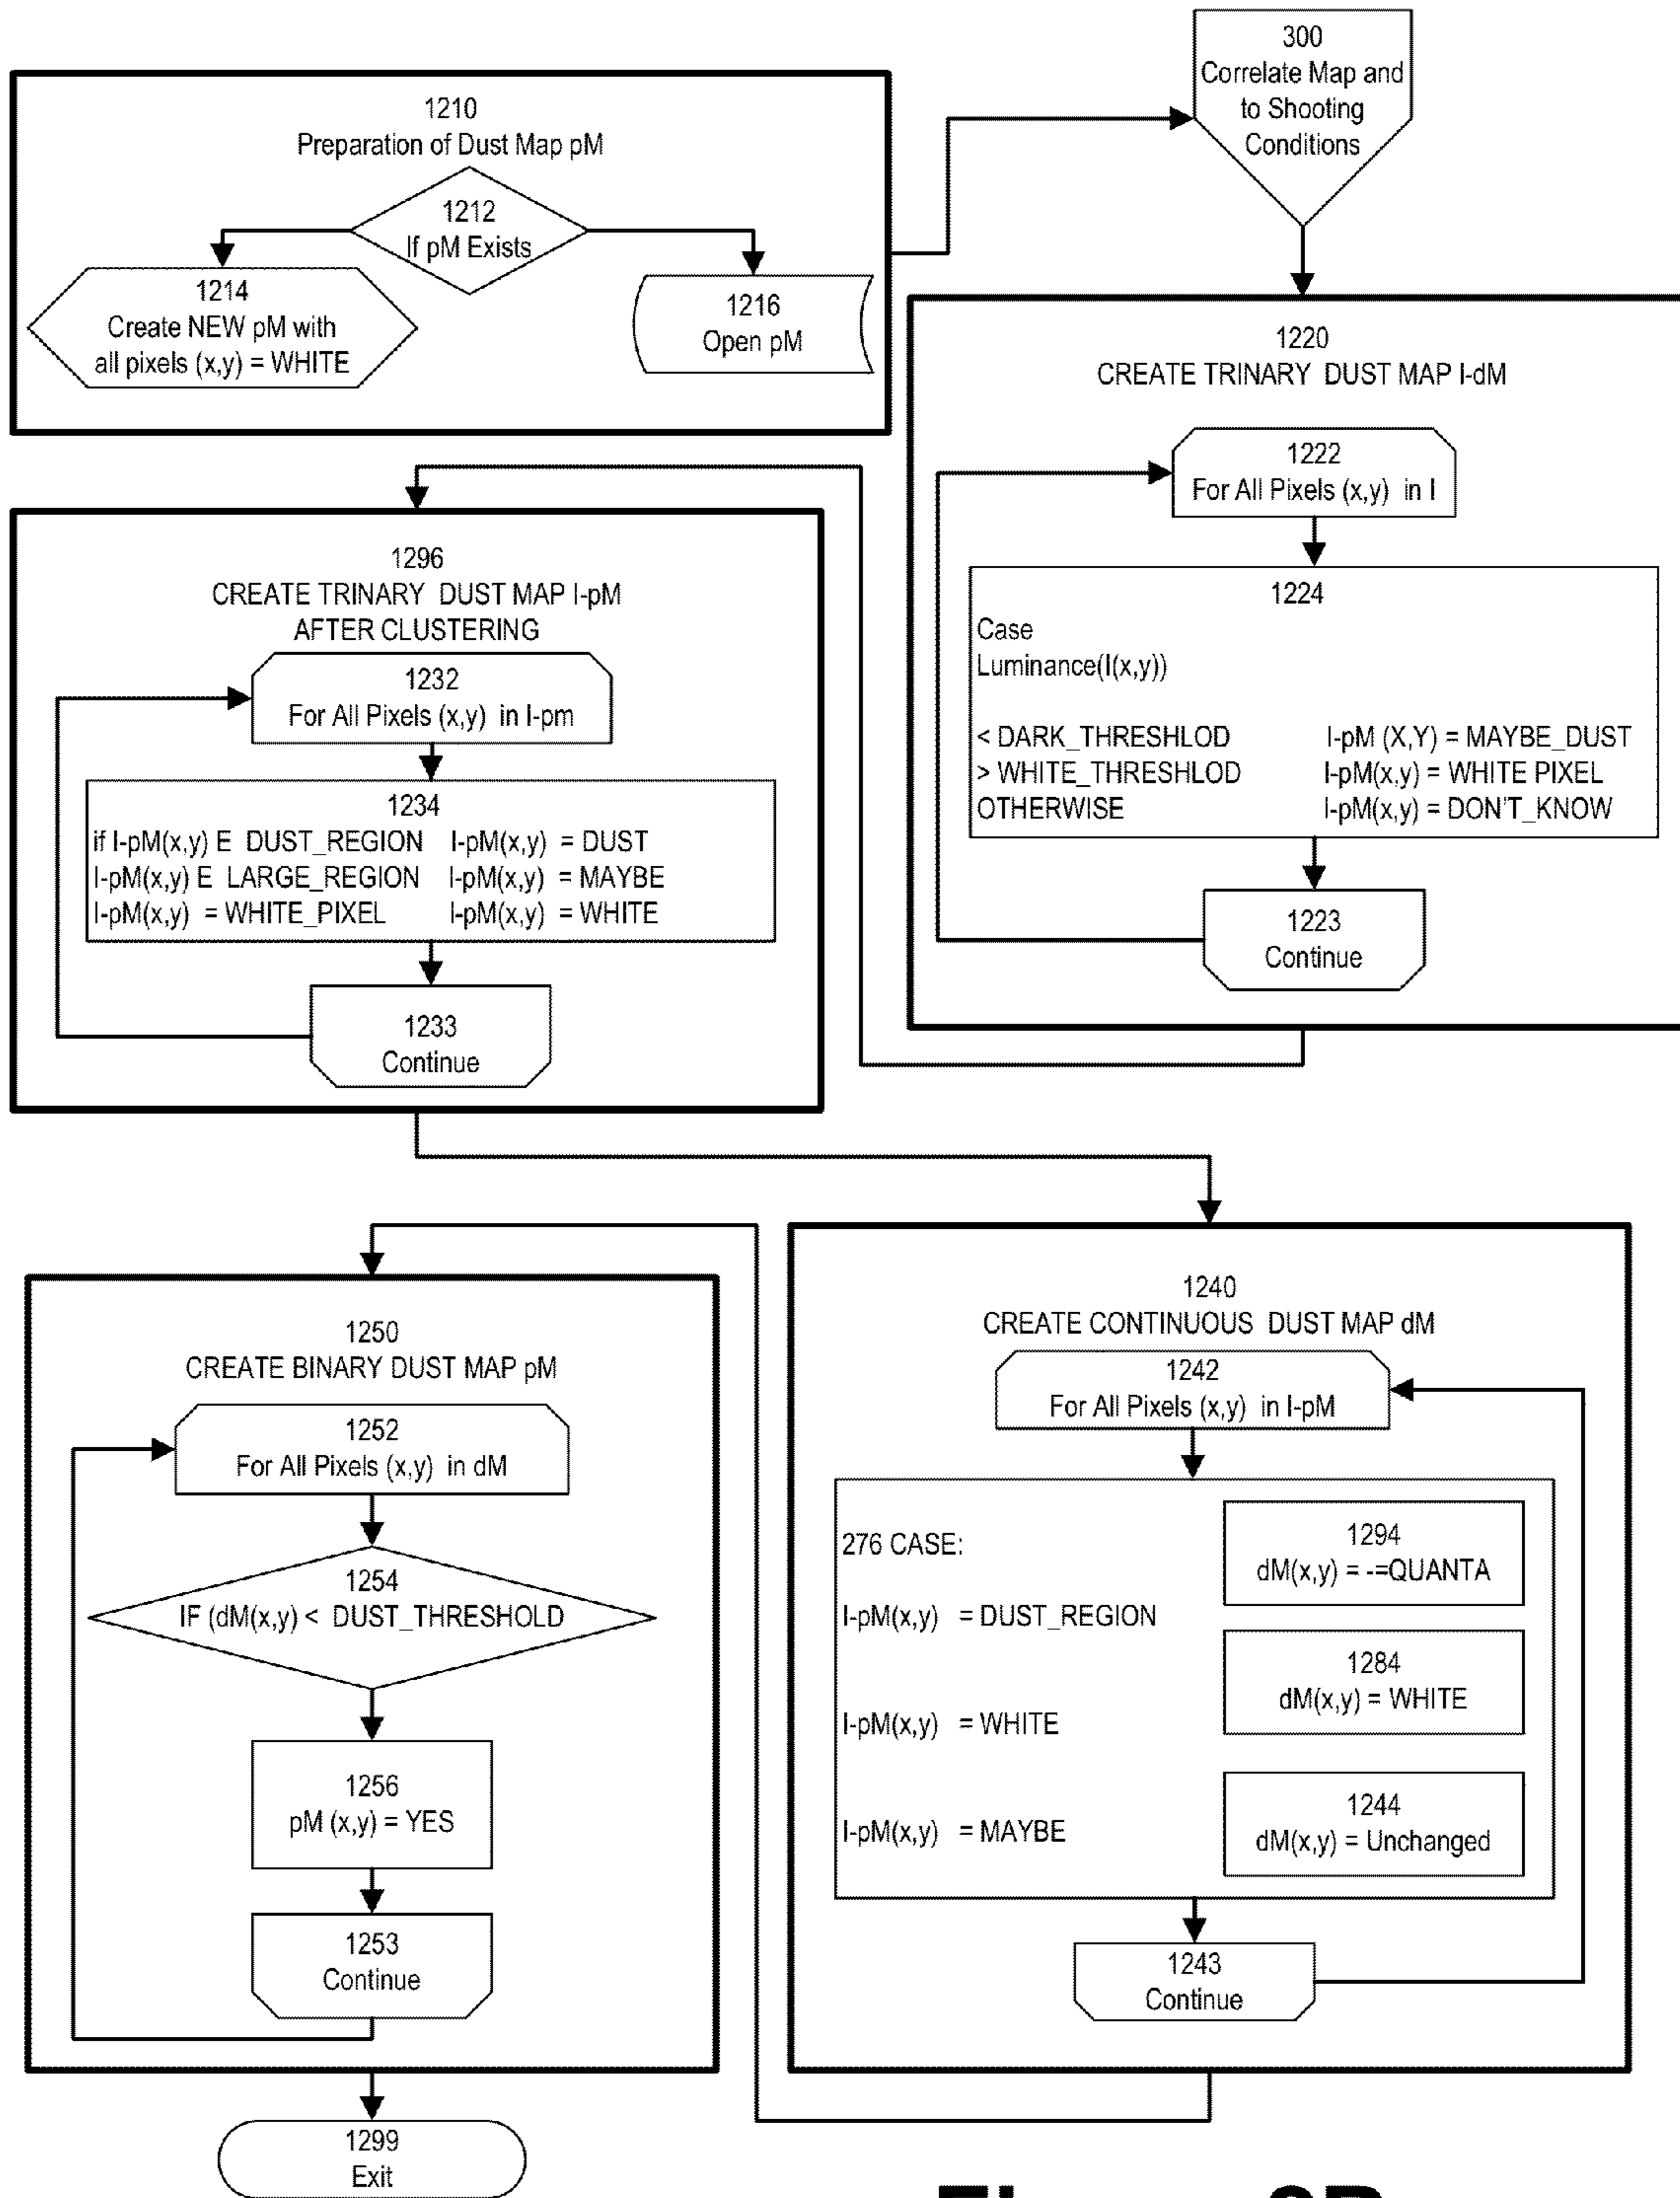 300
Correlate Map and
to Shooting
Conditions
1210
Preparation of Dust Map pM
1212
If pM Exists
1214
Create NEW pM with
all pixels (x,y) = WHITE
1216
Open pM
1220
CREATE TRINARY DUST MAP I-dM
1222
For All Pixels (x,y) in I
1224
Case
Luminance(I(x,y))
< DARK_THRESHLOD I-pM (X,Y) = MAYBE_DUST
> WHITE_THRESHLOD I-pM(x,y) = WHITE PIXEL
OTHERWISE I-pM(x,y) = DON'T_KNOW
1223
Continue
1296
CREATE TRINARY DUST MAP I-pM
AFTER CLUSTERING
1232
For All Pixels (x,y) in I-pm
1234
if I-pM(x,y) E DUST_REGION I-pM(x,y) = DUST
I-pM(x,y) E LARGE_REGION I-pM(x,y) = MAYBE
I-pM(x,y) = WHITE_PIXEL I-pM(x,y) = WHITE
1233
Continue
1240
CREATE CONTINUOUS DUST MAP dM
1242
For All Pixels (x,y) in I-pM
276 CASE:
1294
dM(x,y) = -=QUANTA
I-pM(x,y) = DUST_REGION
1284
dM(x,y) = WHITE
I-pM(x,y) = WHITE
1244
dM(x,y) = Unchanged
I-pM(x,y) = MAYBE
1243
Continue
1250
CREATE BINARY DUST MAP pM
1252
For All Pixels (x,y) in dM
1254
IF (dM(x,y) < DUST_THRESHOLD
1256
pM (x,y) = YES
1253
Continue
1299
Exit